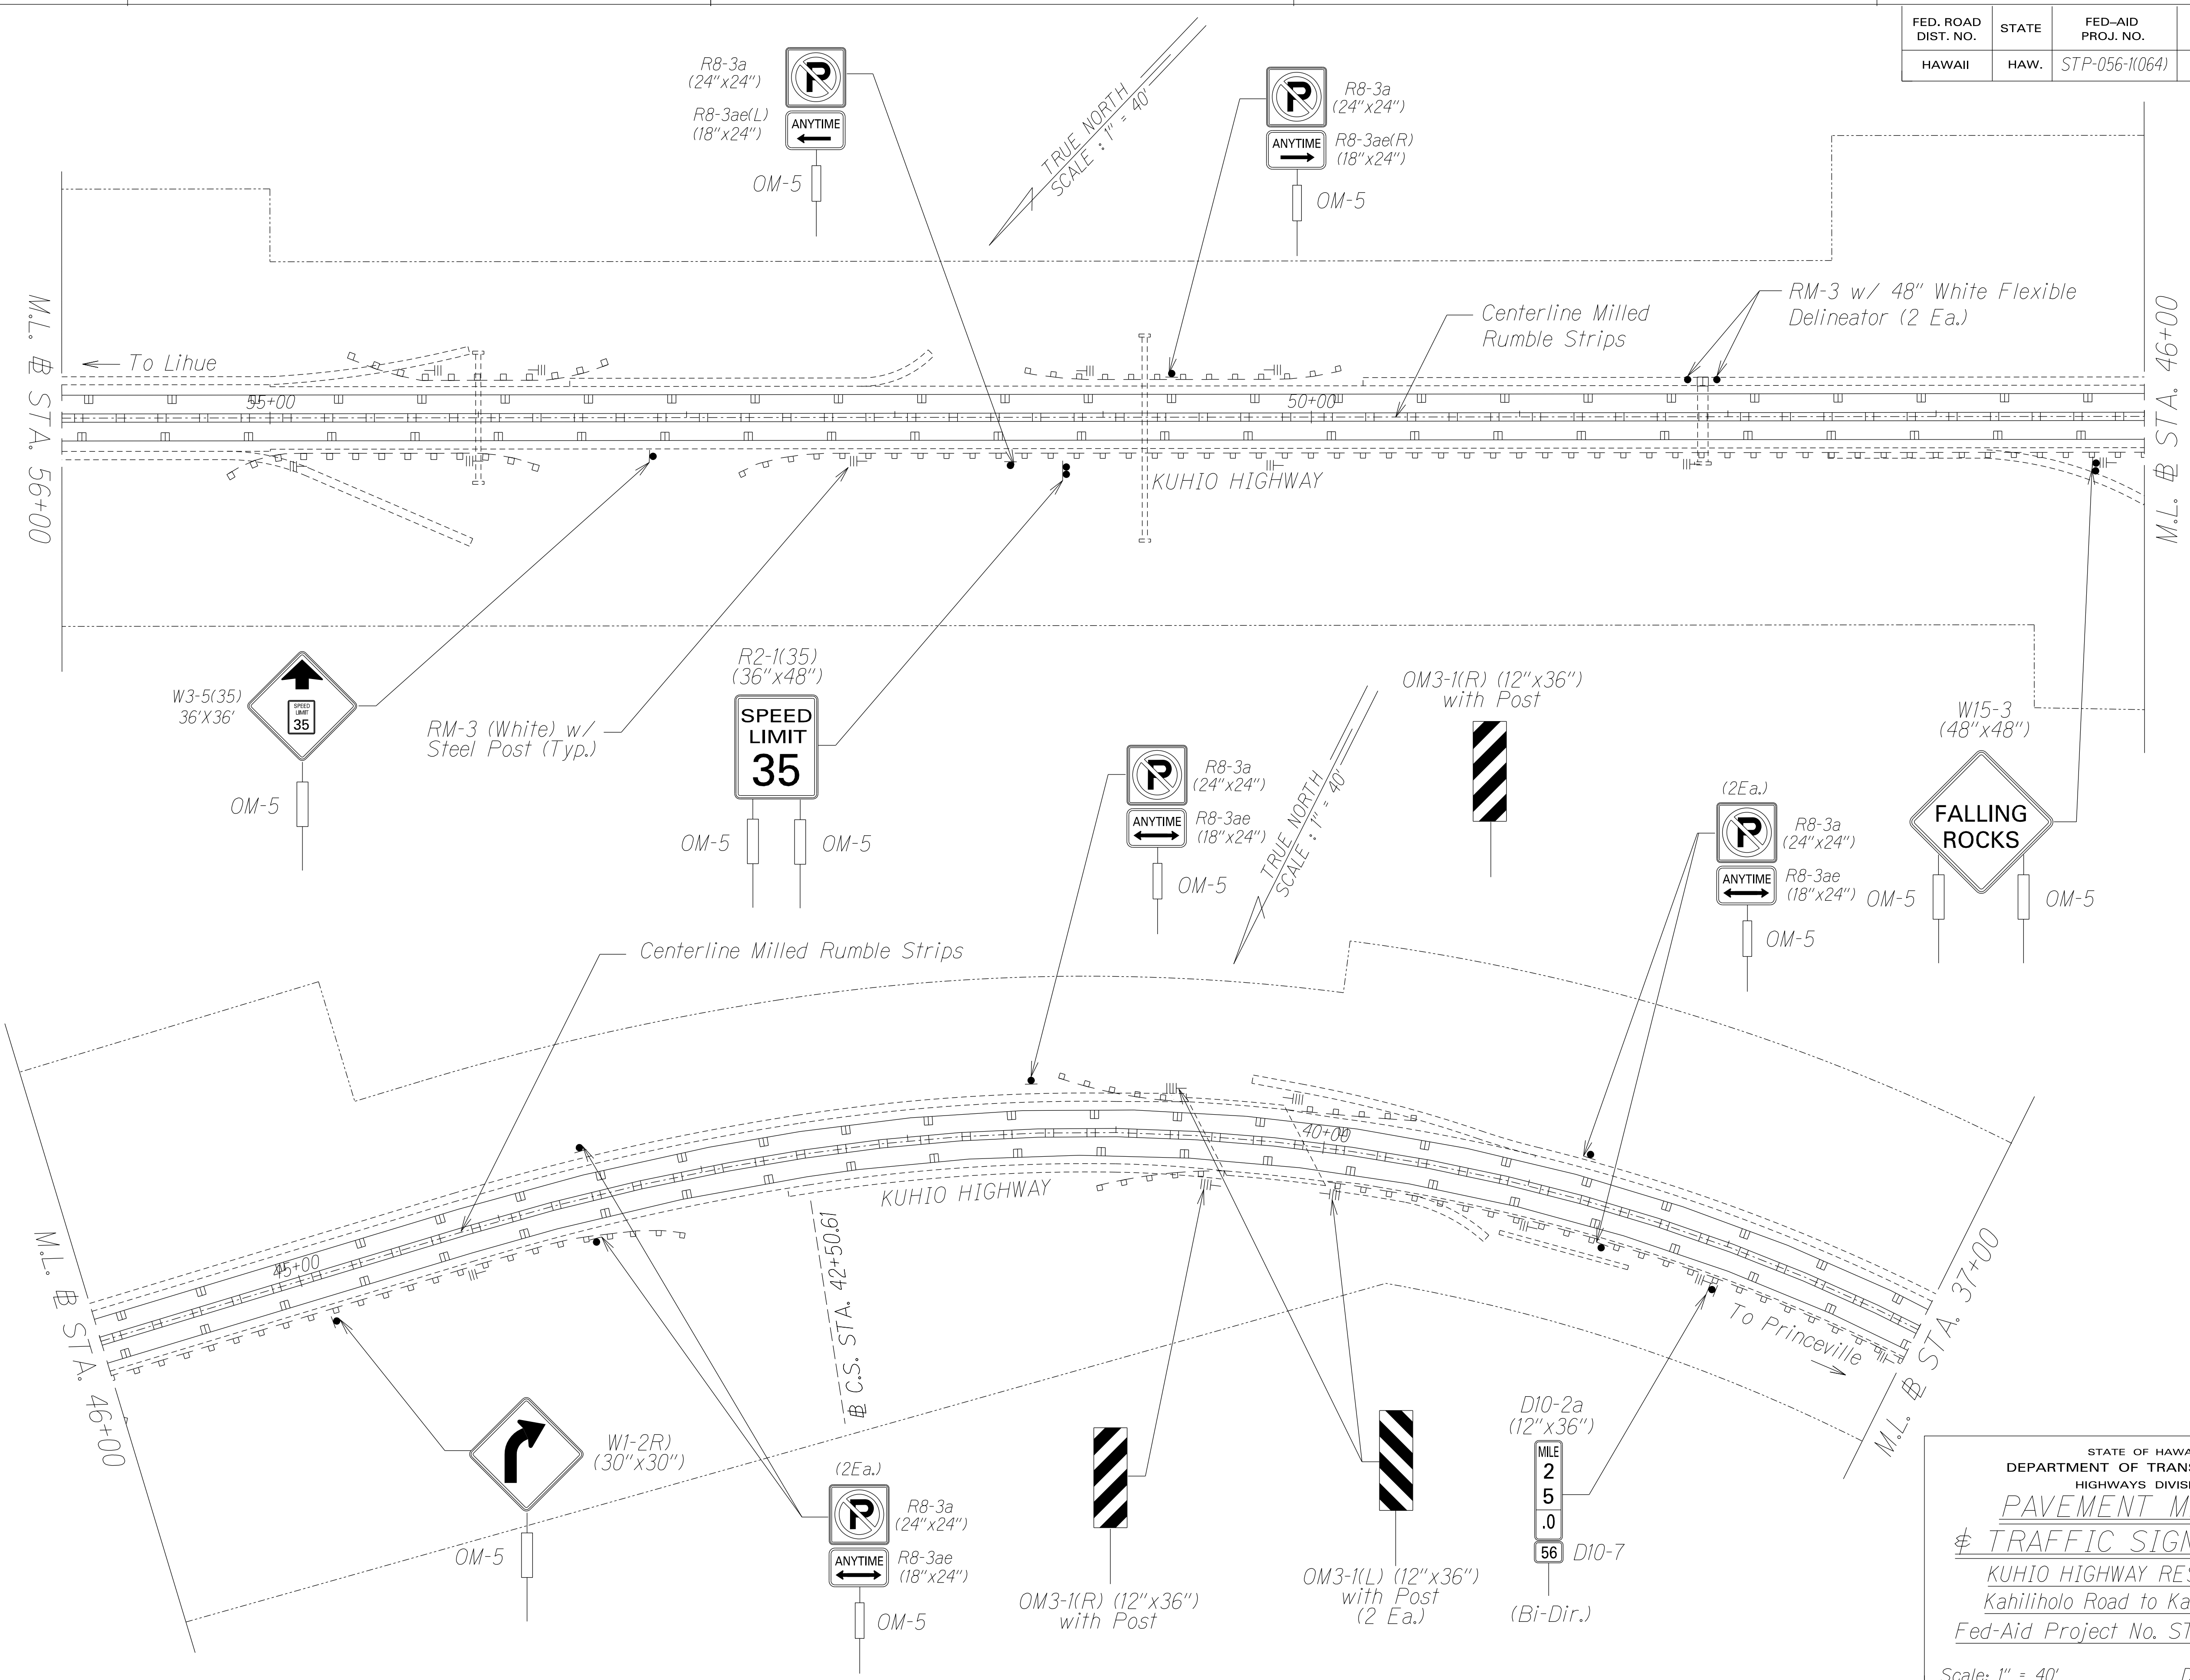 FED. ROAD
DIST. NO.
STATE
FED-AID
PROJ. NO.
HAWAII
HAW.
STP-056-1(064)
R8-3a
(24"x24")
R8-3ae(L)
(18"x24")
P
ANYTIME
OM-5
TRUE NORTH
SCALE : 1" = 40'
P
ANYTIME
R8-3a
(24"x24")
R8-3ae(R)
(18"x24")
OM-5
Centerline Milled
Rumble Strips
RM-3 w/ 48" White Flexible
Delineator (2 Ea.)
M.L. B STA. 56+00
To Lihue
55+00
50+00
KUHIO HIGHWAY
M.L. B STA. 46+00
W3-5(35)
36'X36'
SPEED
LIMIT
35
OM-5
RM-3 (White) w/
Steel Post (Typ.)
R2-1(35)
(36"x48")
SPEED
LIMIT
35
OM-5
OM-5
P
ANYTIME
R8-3a
(24"x24")
R8-3ae
(18"x24")
OM-5
TRUE NORTH
SCALE : 1" = 40'
OM3-1(R) (12"x36")
with Post
(2Ea.)
P
ANYTIME
R8-3a
(24"x24")
R8-3ae
(18"x24")
OM-5
W15-3
(48"x48")
FALLING
ROCKS
OM-5
OM-5
Centerline Milled Rumble Strips
M.L. B STA. 46+00
45+00
KUHIO HIGHWAY
B C.S. STA. 42+50.61
40+00
To Princeville
M.L. B STA. 37+00
W1-2R)
(30"x30")
OM-5
(2Ea.)
P
ANYTIME
R8-3a
(24"x24")
R8-3ae
(18"x24")
OM-5
OM3-1(R) (12"x36")
with Post
OM3-1(L) (12"x36")
with Post
(2 Ea.)
D10-2a
(12"x36")
MILE
2
5
.0
56
D10-7
(Bi-Dir.)
STATE OF HAWA
DEPARTMENT OF TRANS
HIGHWAYS DIVIS
PAVEMENT M
& TRAFFIC SIGN
KUHIO HIGHWAY RES
Kahiliholo Road to Ka
Fed-Aid Project No. ST
Scale: 1" = 40'